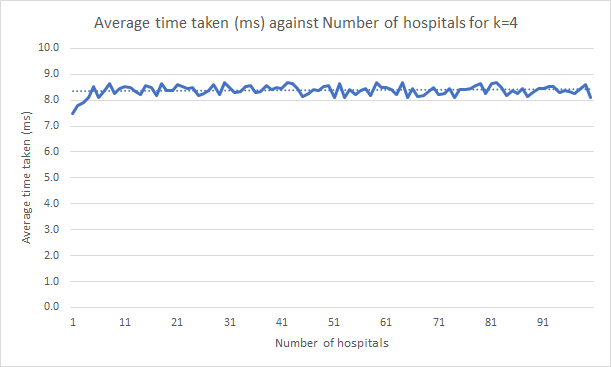 Average time taken (ms) against Number of hospitals for k=4
10.0
9.0
8.0
7.0
6.0
5.0
4.0
3.0
2.0
1.0
0.0
Average time taken (ms)
1 11 21 31 41 51 61 71 81 91
Number of hospitals